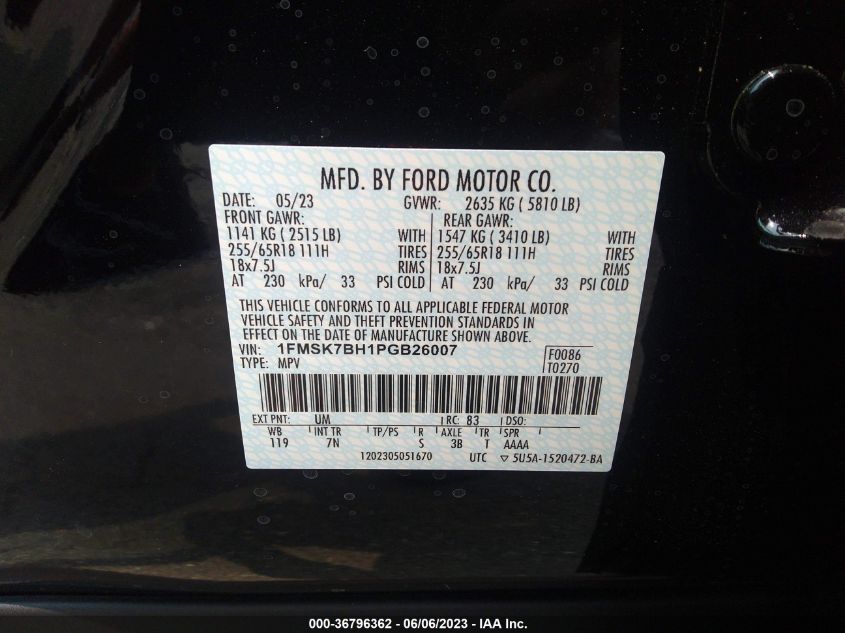 MFD. BY FORD MOTOR CO.
DATE: 05/23 GVWR: 2635 KG ( 5810 LB)
FRONT GAWR: REAR GAWR:
1141 KG ( 2515 LB) WITH 1547 KG ( 3410 LB) WITH
255/65R18 111H TIRES 255/65R18 111H TIRES
18x7.5J RIMS 18x7.5J RIMS
AT 230 kPa/ 33 PSI COLD AT 230 kPa/ 33 PSI COLD
THIS VEHICLE CONFORMS TO ALL APPLICABLE FEDERAL MOTOR
VEHICLE SAFETY AND THEFT PREVENTION STANDARDS IN
EFFECT ON THE DATE OF MANUFACTURE SHOWN ABOVE.
VIN: 1FMSK7BH1PGB26007 F0086
TYPE: MPV T0270
EXT PNT: UM RC: 83 DSO:
WB INT TR TP/PS R AXLE TR SPR
119 7N S 3B T AAAA
1202305051670 UTC ▽ 5U5A-1520472-BA
000-36796362 - 06/06/2023 - IAA Inc.